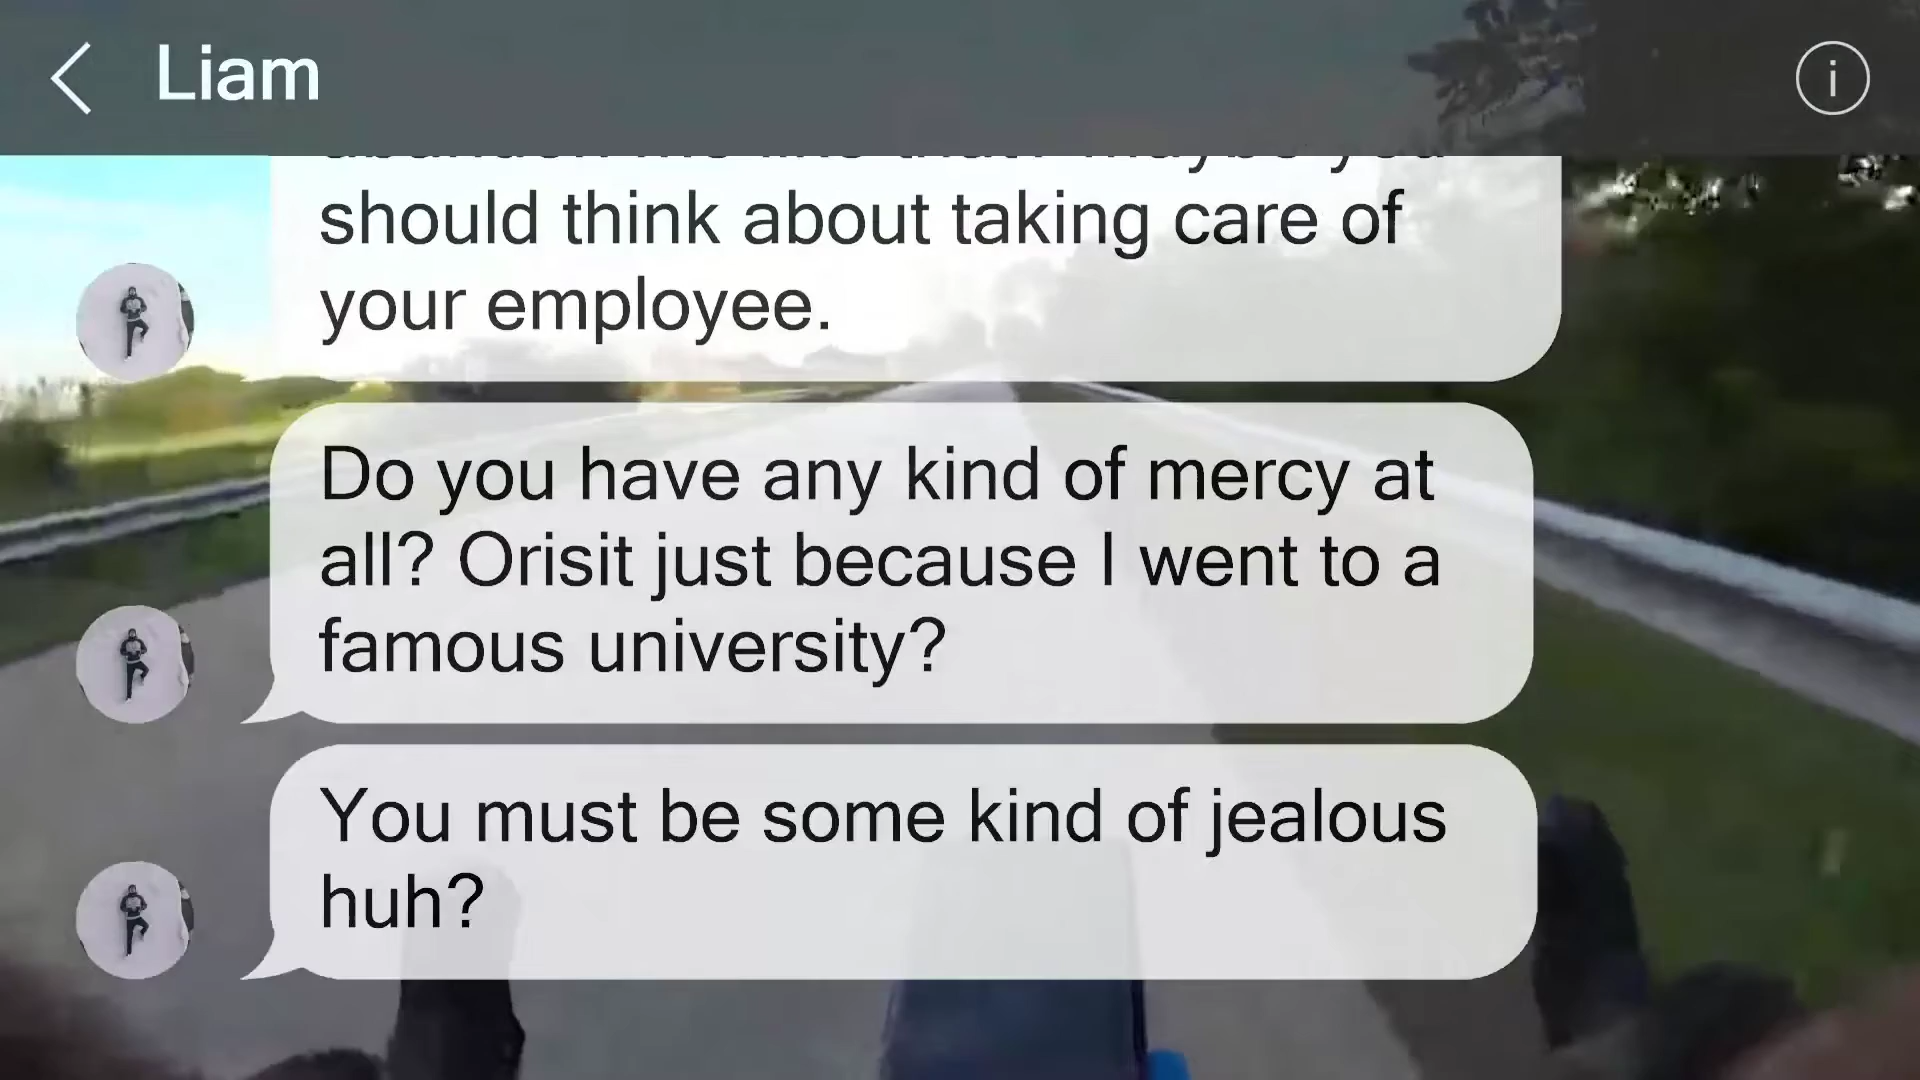 Liam
should think about taking care of
your employee.
Do you have any kind of mercy at
all? Orisit just because I went to a
famous university?
You must be some kind of jealous
huh?